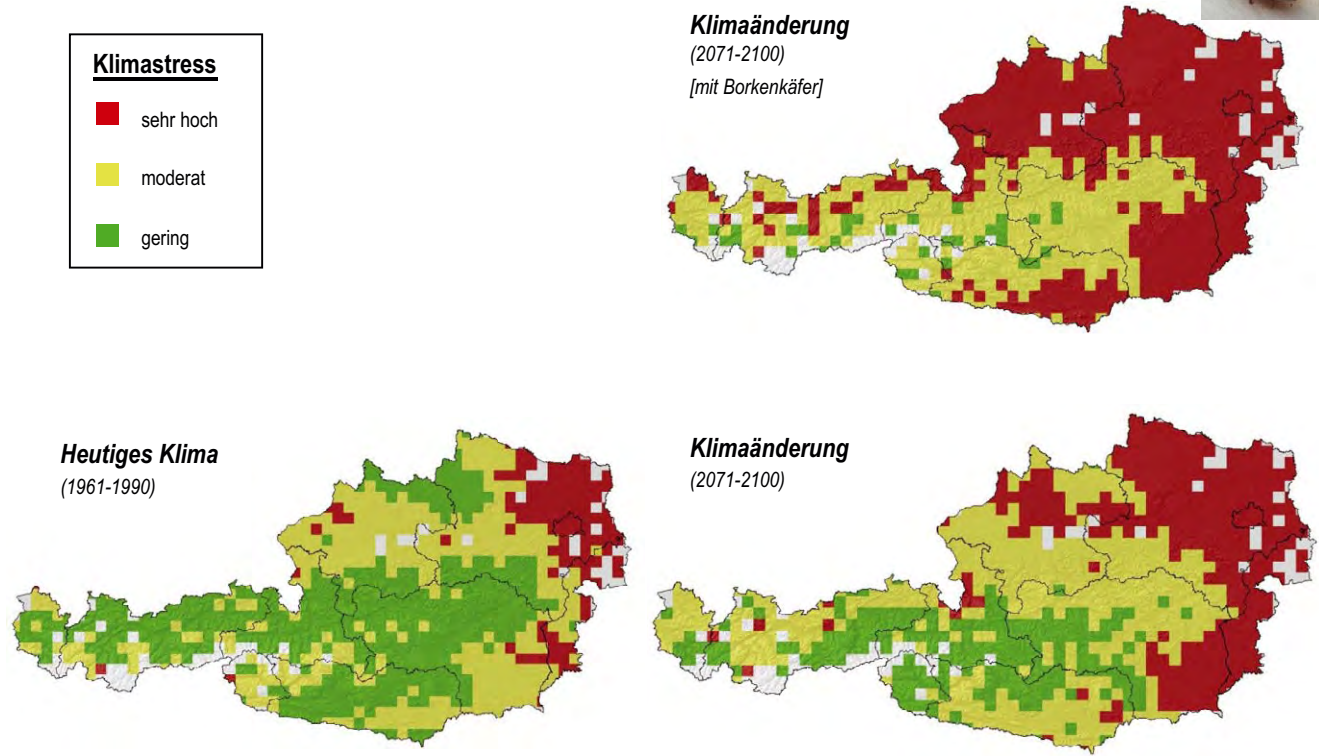 Klimastress
sehr hoch
moderat
gering
Klimaänderung
(2071-2100)
[mit Borkenkäfer]
Heutiges Klima
(1961-1990)
Klimaänderung
(2071-2100)